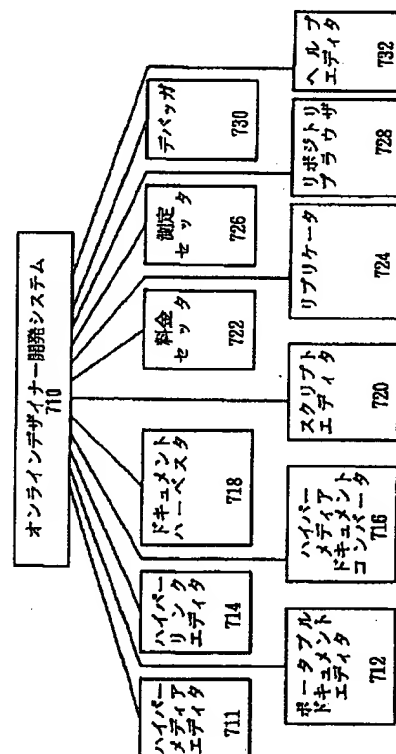 オンラインデザイナー開発システム
710
ハイパー
メディア
エディタ
711
ポータブル
ドキュメント
エディタ
712
ハイパー
リンク
エディタ
714
ハイパー
メディア
ドキュメント
コンバータ
716
ドキュメント
ハーベスタ
718
スクリプト
エディタ
720
料金
セッタ
722
リプリケータ
724
測定
セッタ
726
リポジトリ
ブラウザ
728
デバッガ
730
ヘルプ
エディタ
732